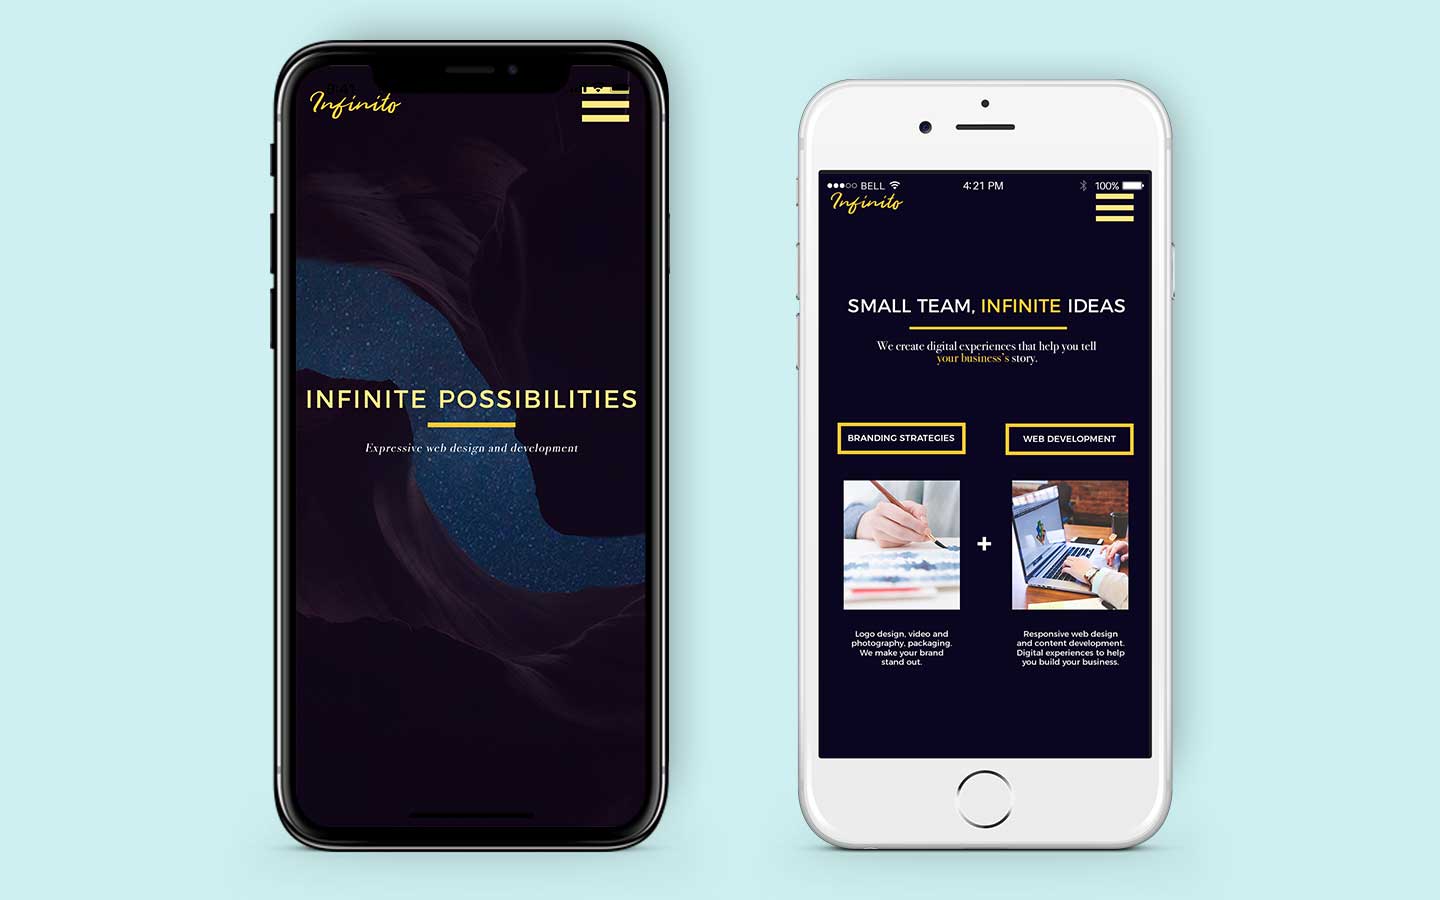 Infinito
INFINITE POSSIBILITIES
Expressive web design and development
BELL 4:21 PM 100%
Infinito
SMALL TEAM, INFINITE IDEAS
We create digital experiences that help you tell
your business's story.
BRANDING STRATEGIES
WEB DEVELOPMENT
+
Logo design, video and
photography, packaging.
We make your brand
stand out.
Responsive web design
and content development.
Digital experiences to help
you build your business.